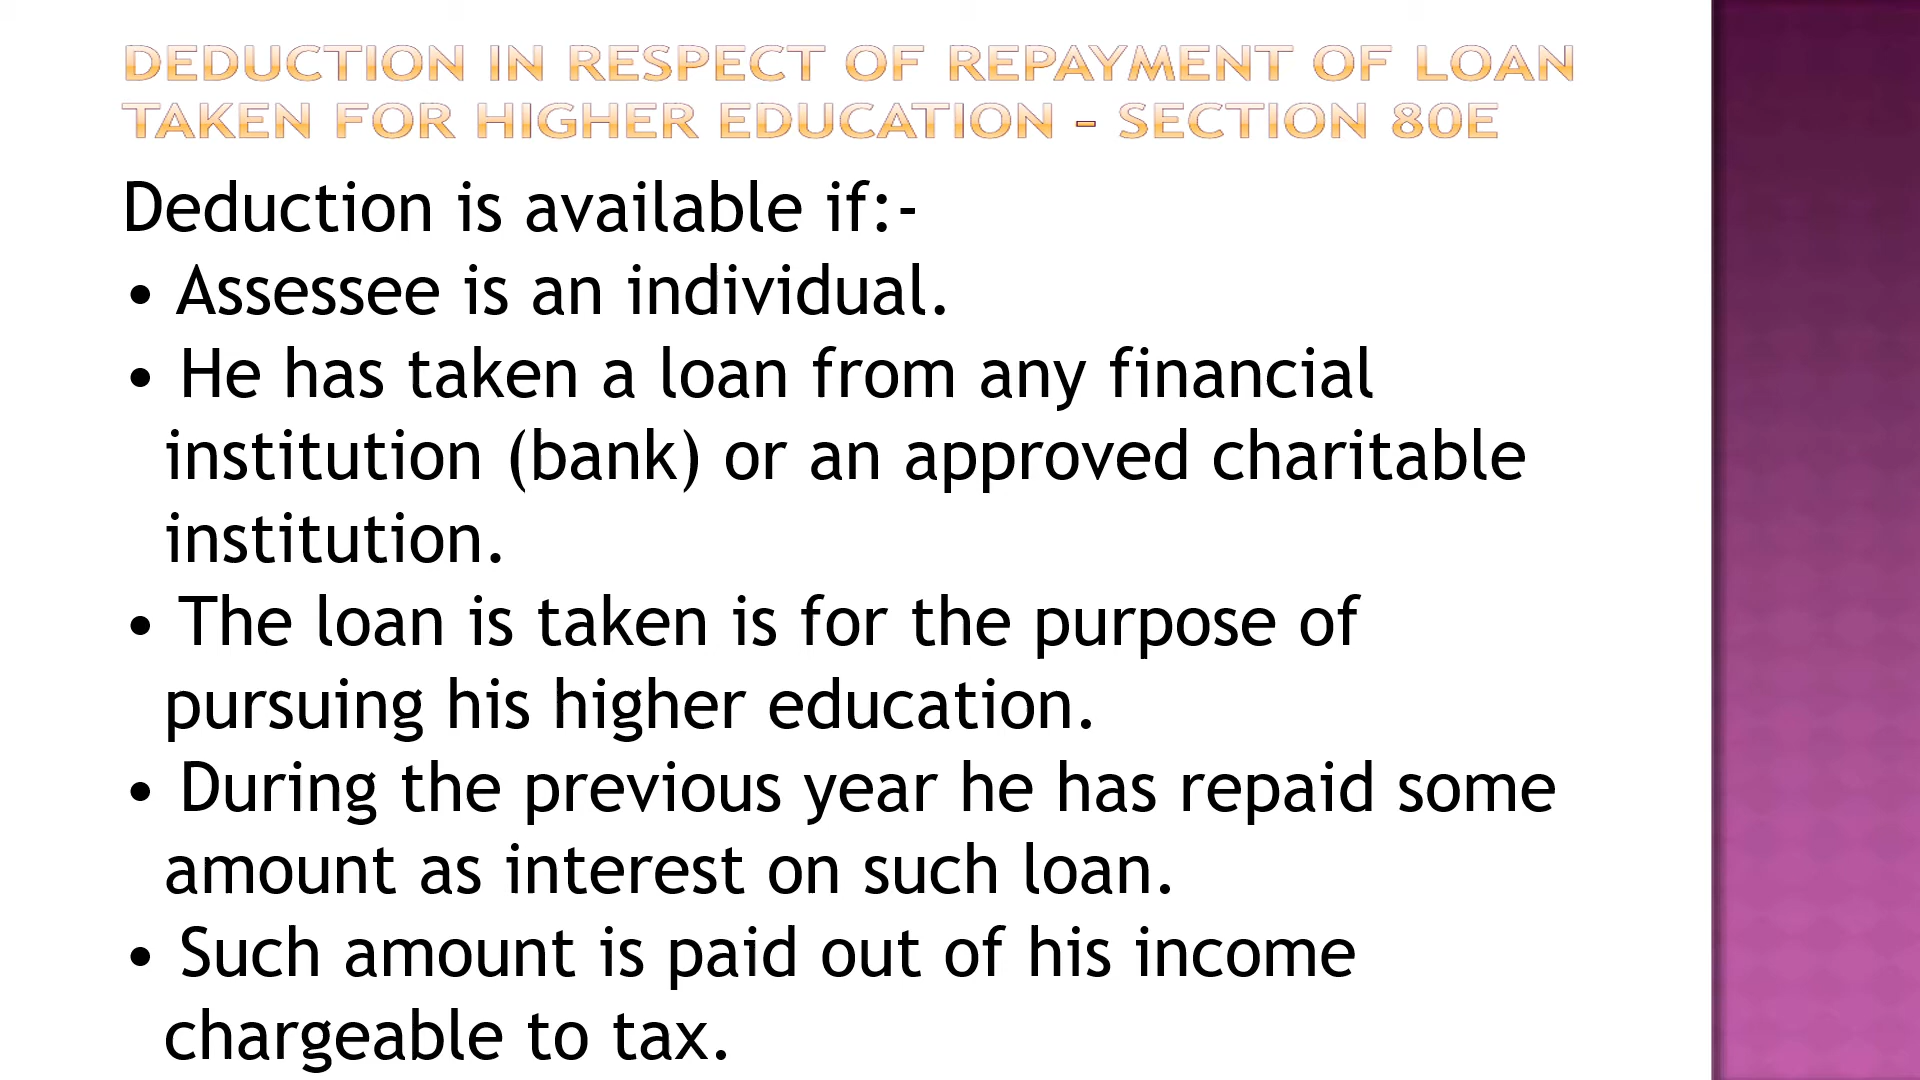 DEDUCTION IN RESPECT OF REPAYMENT OF LOAN
TAKEN FOR HIGHER EDUCATION – SECTION 80E
Deduction is available if:-
• Assessee is an individual.
• He has taken a loan from any financial
institution (bank) or an approved charitable
institution.
• The loan is taken is for the purpose of
pursuing his higher education.
• During the previous year he has repaid some
amount as interest on such loan.
• Such amount is paid out of his income
chargeable to tax.